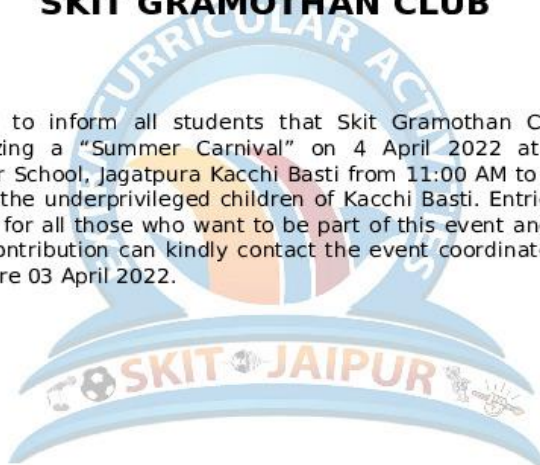 SKIT GRAMOTHAN CLUB
to inform all students that Skit Gramothan C
zing a “Summer Carnival” on 4 April 2022 at
r School, Jagatpura Kacchi Basti from 11:00 AM to
the underprivileged children of Kacchi Basti. Entri
for all those who want to be part of this event an
ontribution can kindly contact the event coordinat
re 03 April 2022.
CURRICULAR ACTIVITIES
SKIT JAIPUR